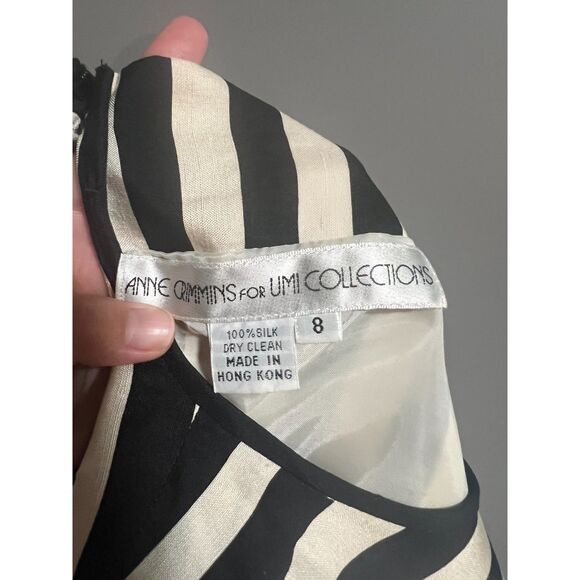 ANNE CRIMMINS FOR UMI COLLECTIONS
8
100% SILK
DRY CLEAN
MADE IN
HONG KONG